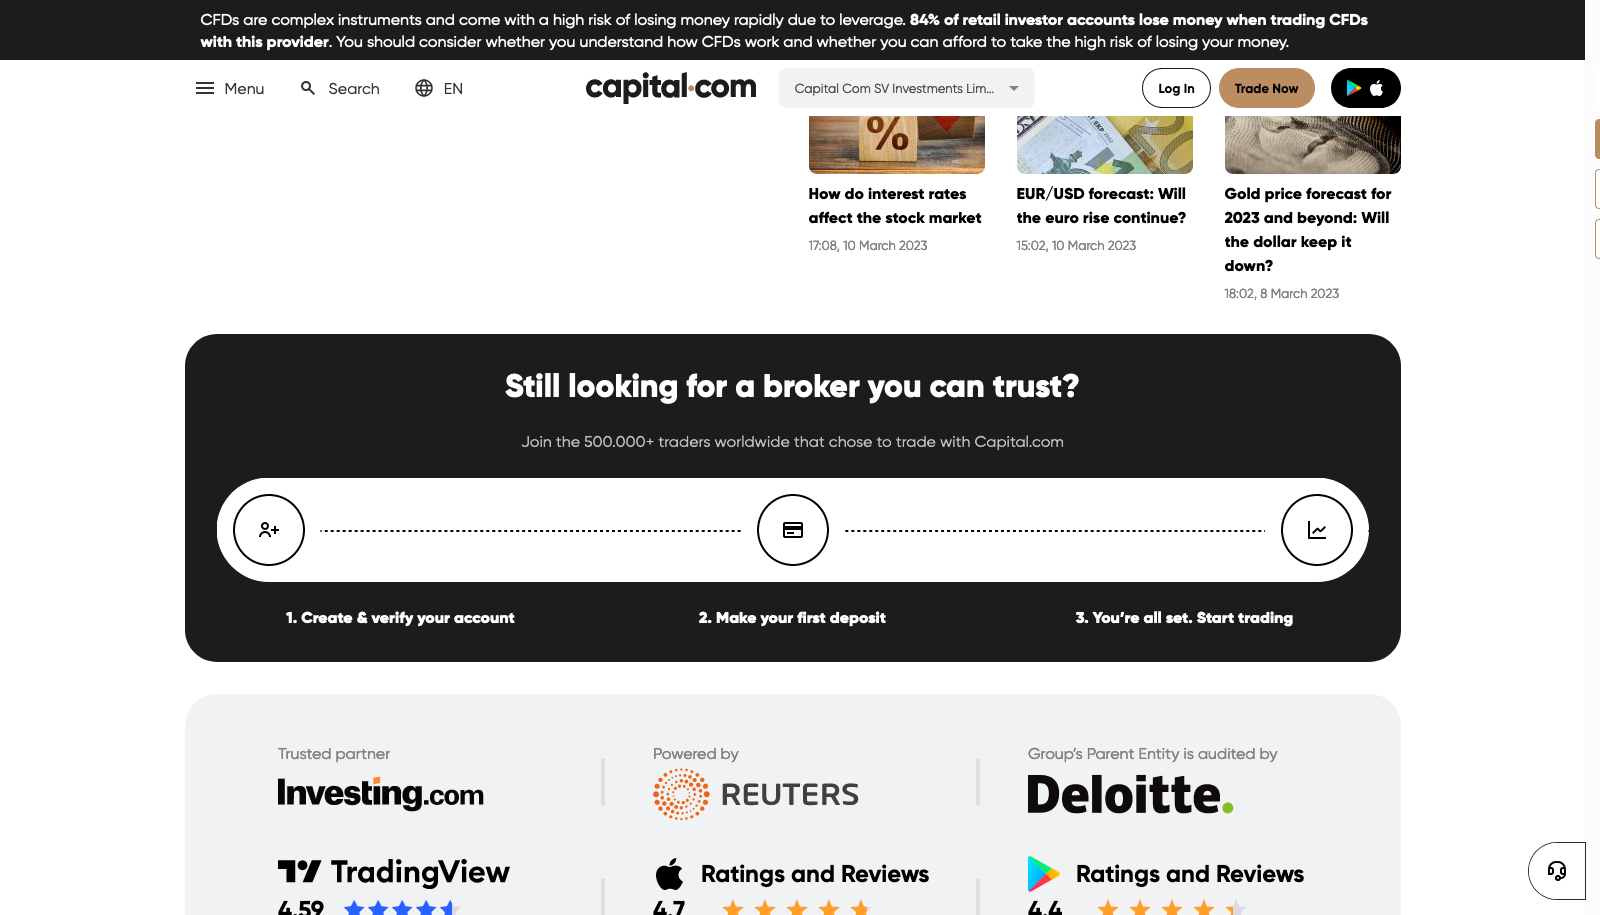 CFDs are complex instruments and come with a high risk of losing money rapidly due to leverage. 84% of retail investor accounts lose money when trading CFDs
with this provider. You should consider whether you understand how CFDs work and whether you can afford to take the high risk of losing your money.
Menu
Search
EN
capital.com
Capital Com SV Investments Lim...
Log In
Trade Now
%
How do interest rates
affect the stock market
17:08, 10 March 2023
EUR/USD forecast: Will
the euro rise continue?
15:02, 10 March 2023
Gold price forecast for
2023 and beyond: Will
the dollar keep it
down?
18:02, 8 March 2023
Still looking for a broker you can trust?
Join the 500.000+ traders worldwide that chose to trade with Capital.com
1. Create & verify your account
2. Make your first deposit
3. You're all set. Start trading
Trusted partner
Investing.com
Powered by
REUTERS
Group's Parent Entity is audited by
Deloitte.
TradingView
4.59
Ratings and Reviews
4.7
Ratings and Reviews
4.4